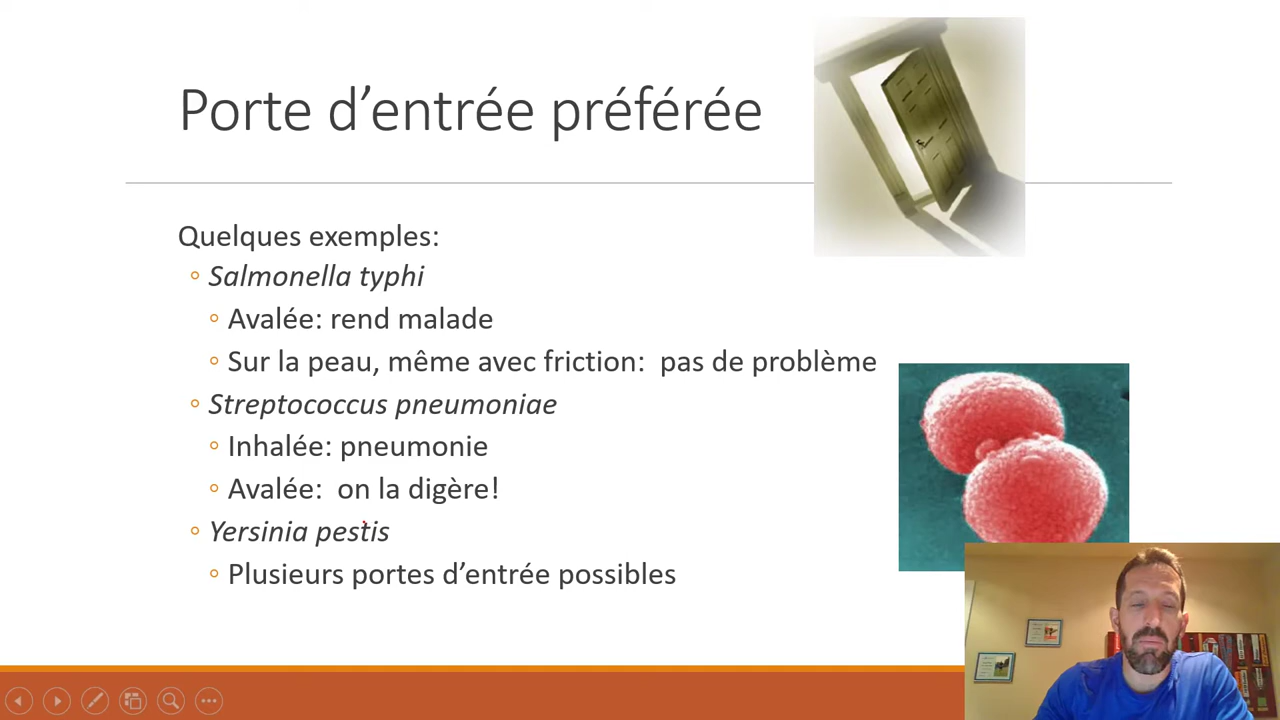 Porte d’entrée préférée
Quelques exemples:
Salmonella typhi
Avalée: rend malade
Sur la peau, même avec friction:  pas de problème
Streptococcus pneumoniae
Inhalée: pneumonie
Avalée:  on la digère!
Yersinia pestis
Plusieurs portes d’entrée possibles